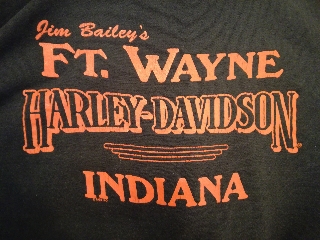 Jim Bailey's
FT. WAYNE
HARLEY-DAVIDSON
INDIANA